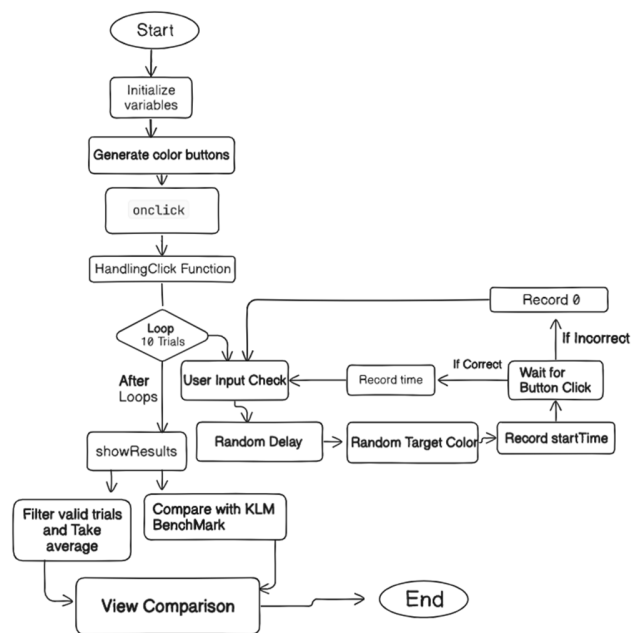 Start
Initialize
variables
Generate color buttons
onclick
HandlingClick Function
Loop
10 Trials
After
Loops
User Input Check
Record time
If Correct
Wait for
Button Click
If Incorrect
Record 0
Random Delay
Random Target Color
Record startTime
showResults
Filter valid trials
and Take
average
Compare with KLM
BenchMark
View Comparison
End